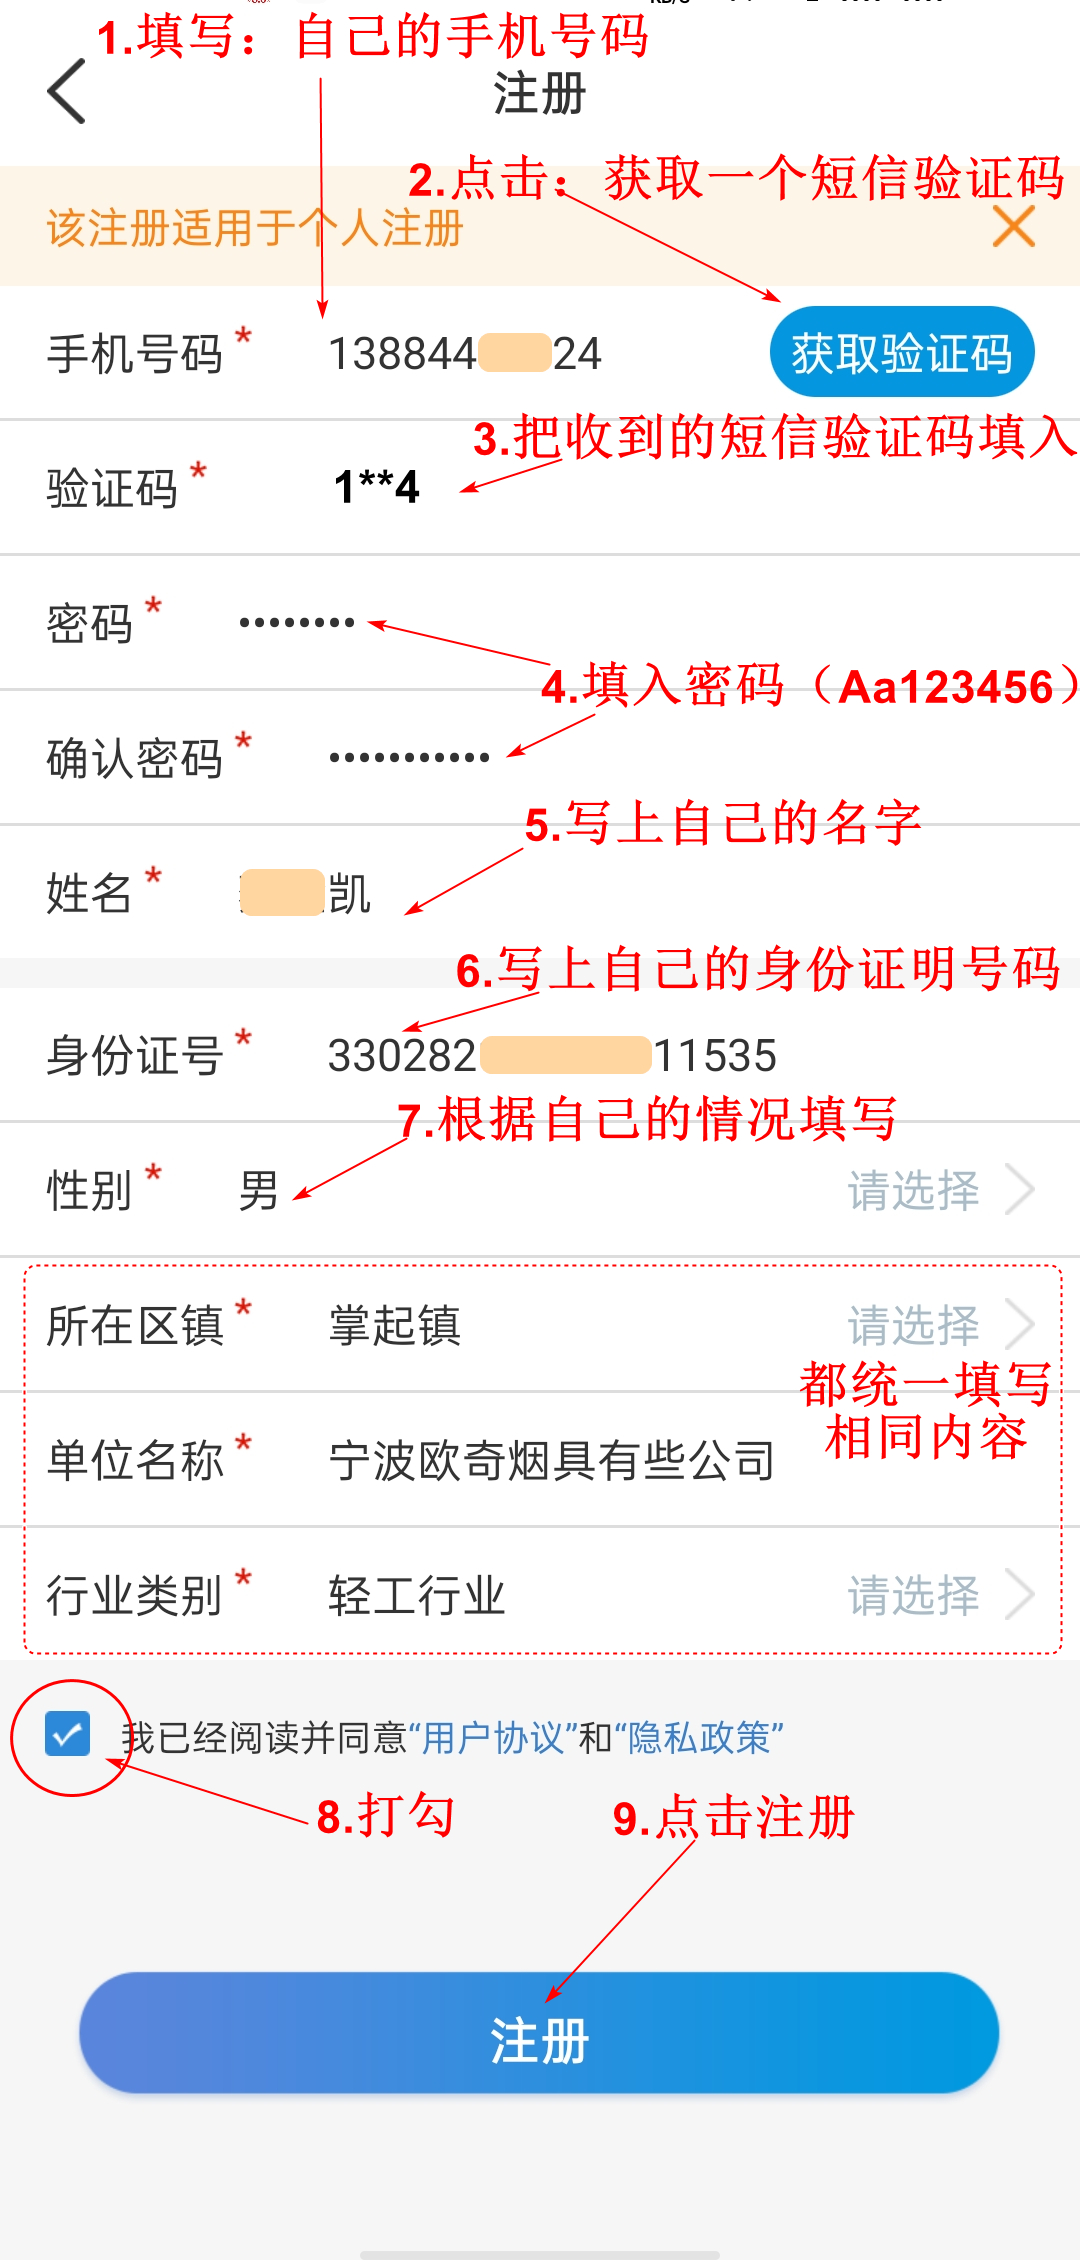 1.填写：自己的手机号码
注册
2.点击：获取一个短信验证码
该注册适用于个人注册
手机号码 * 138844 24 获取验证码
3.把收到的短信验证码填入
验证码 * 1**4
密码 * ••••••••
4.填入密码（Aa123456）
确认密码 * •••••••••••
5.写上自己的名字
姓名 * 凯
6.写上自己的身份证明号码
身份证号 * 330282 11535
7.根据自己的情况填写
性别 * 男 请选择
所在区镇 * 掌起镇 请选择
都统一填写
相同内容
单位名称 * 宁波欧奇烟具有些公司
行业类别 * 轻工行业 请选择
我已经阅读并同意“用户协议”和“隐私政策”
8.打勾
9.点击注册
注册